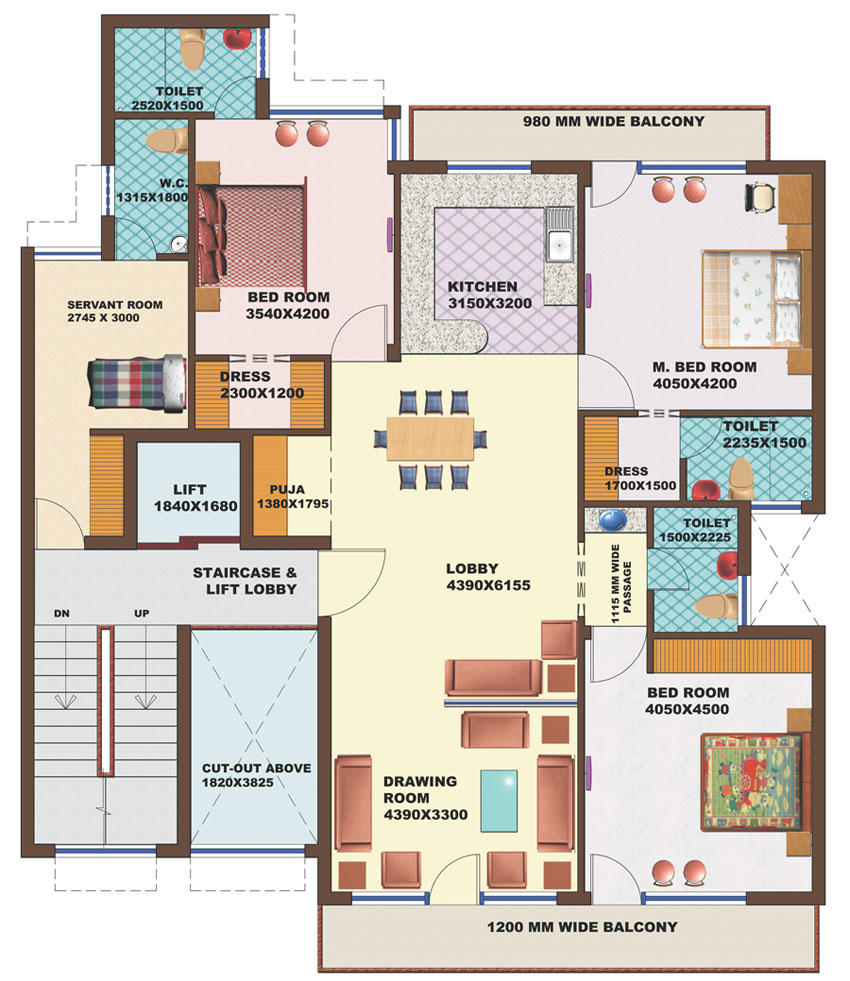 TOILET
2520X1500
980 MM WIDE BALCONY
W.C.
1315X1800
SERVANT ROOM
2745 X 3000
BED ROOM
3540X4200
KITCHEN
3150X3200
M. BED ROOM
4050X4200
DRESS
2300X1200
TOILET
2235X1500
DRESS
1700X1500
LIFT
1840X1680
PUJA
1380X1795
TOILET
1500X2225
STAIRCASE &
LIFT LOBBY
LOBBY
4390X6155
1115 MM WIDE
PASSAGE
DN
UP
BED ROOM
4050X4500
CUT-OUT ABOVE
1820X3825
DRAWING
ROOM
4390X3300
1200 MM WIDE BALCONY